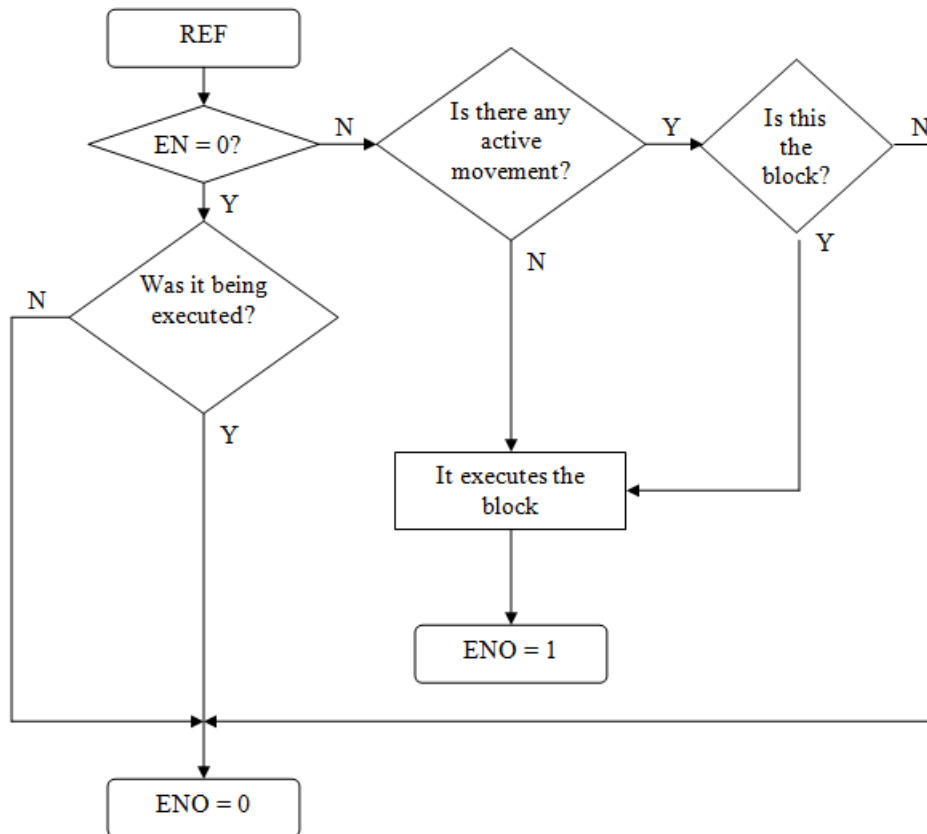 REF
EN = 0?
N
Is there any
active
movement?
Y
Is this
the
block?
N
Y
Was it being
executed?
N
N
Y
Y
It executes the
block
ENO = 1
ENO = 0